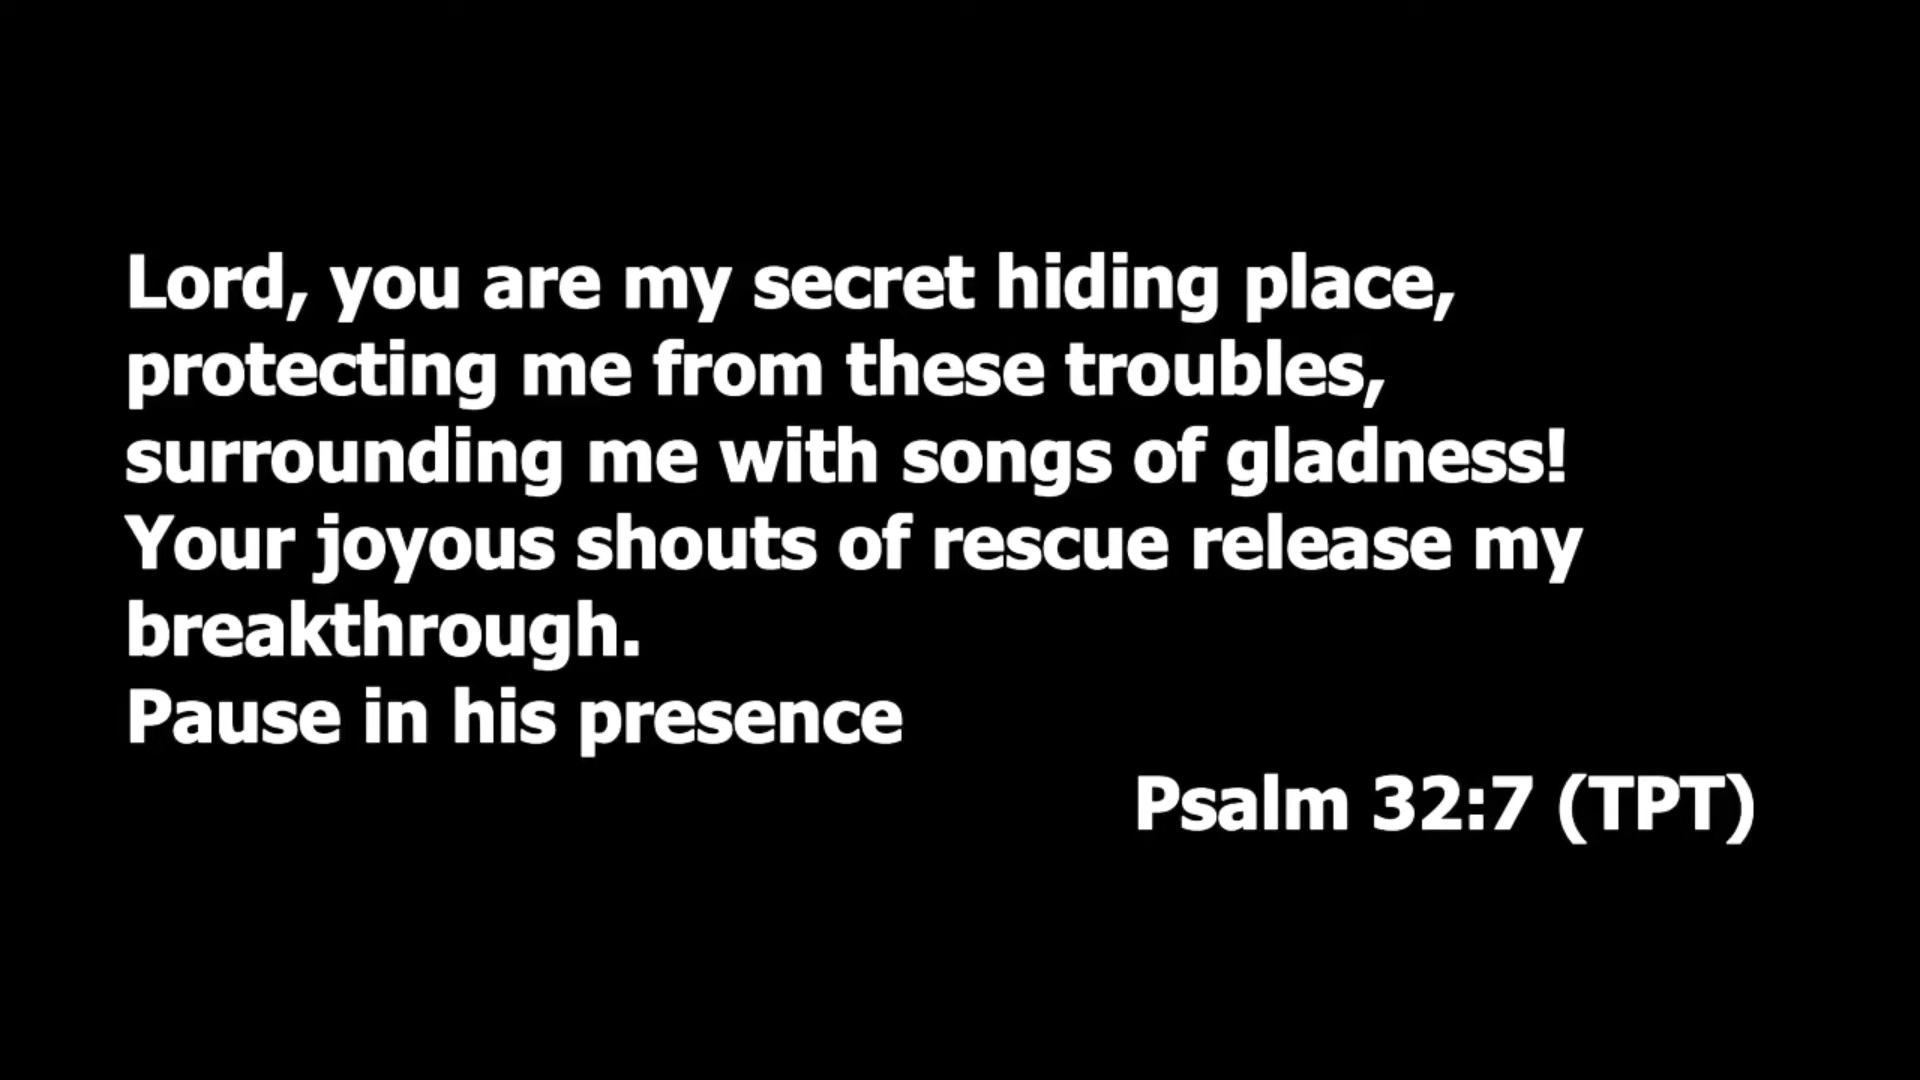 Lord, you are my secret hiding place,
protecting me from these troubles,
surrounding me with songs of gladness!
Your joyous shouts of rescue release my
breakthrough.
Pause in his presence
Psalm 32:7 (TPT)